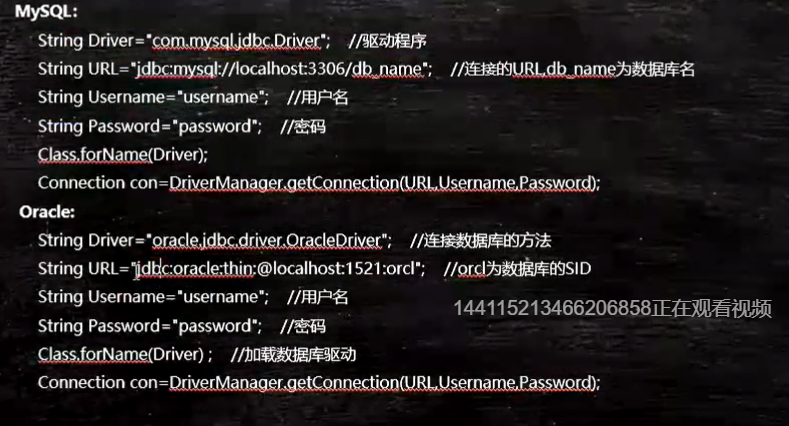 MySQL:
String Driver="com.mysql.jdbc.Driver"; //驱动程序
String URL="jdbc:mysql://localhost:3306/db_name"; //连接的URL,db_name为数据库名
String Username="username"; //用户名
String Password="password"; //密码
Class.forName(Driver);
Connection con=DriverManager.getConnection(URL,Username,Password);
Oracle:
String Driver="oracle.jdbc.driver.OracleDriver"; //连接数据库的方法
String URL="jdbc:oracle:thin:@localhost:1521:orcl"; //orcl为数据库的SID
String Username="username"; //用户名
144115213466206858正在观看视频
String Password="password"; //密码
Class.forName(Driver) ; //加载数据库驱动
Connection con=DriverManager.getConnection(URL,Username,Password);